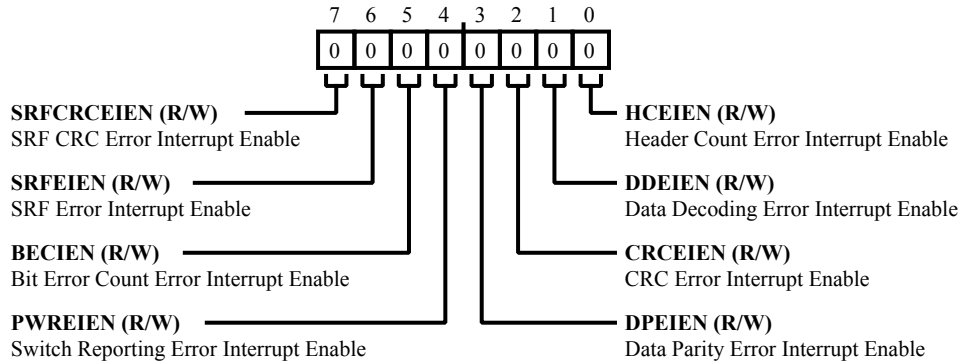 7 6 5 4 3 2 1 0
0 0 0 0 0 0 0 0
SRFCRCEIEN (R/W)
SRF CRC Error Interrupt Enable
SRFEIEN (R/W)
SRF Error Interrupt Enable
BECIEN (R/W)
Bit Error Count Error Interrupt Enable
PWREIEN (R/W)
Switch Reporting Error Interrupt Enable
HCEIEN (R/W)
Header Count Error Interrupt Enable
DDEIEN (R/W)
Data Decoding Error Interrupt Enable
CRCEIEN (R/W)
CRC Error Interrupt Enable
DPEIEN (R/W)
Data Parity Error Interrupt Enable